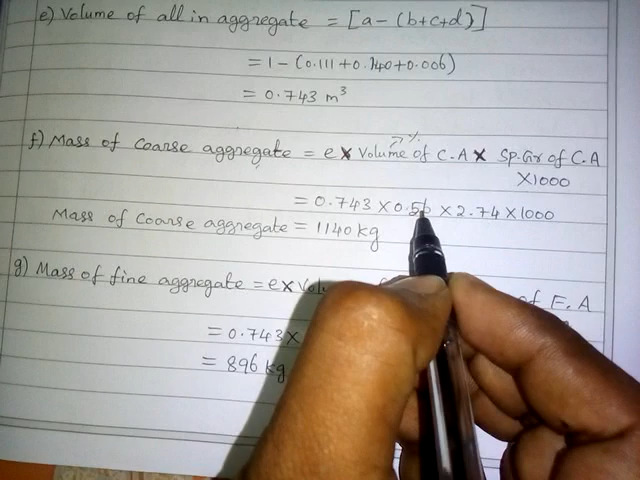 e) Volume of all in aggregate = [a - (b+c+d)]
= 1 - (0.111 + 0.140 + 0.006)
= 0.743 m³
f) Mass of Coarse aggregate = e × Volume of C.A × Sp.Gr of C.A
×1000
= 0.743 × 0.56 × 2.74 × 1000
Mass of Coarse aggregate = 1140 kg
g) Mass of fine aggregate = e × of F.A
= 0.743 ×
= 896 kg